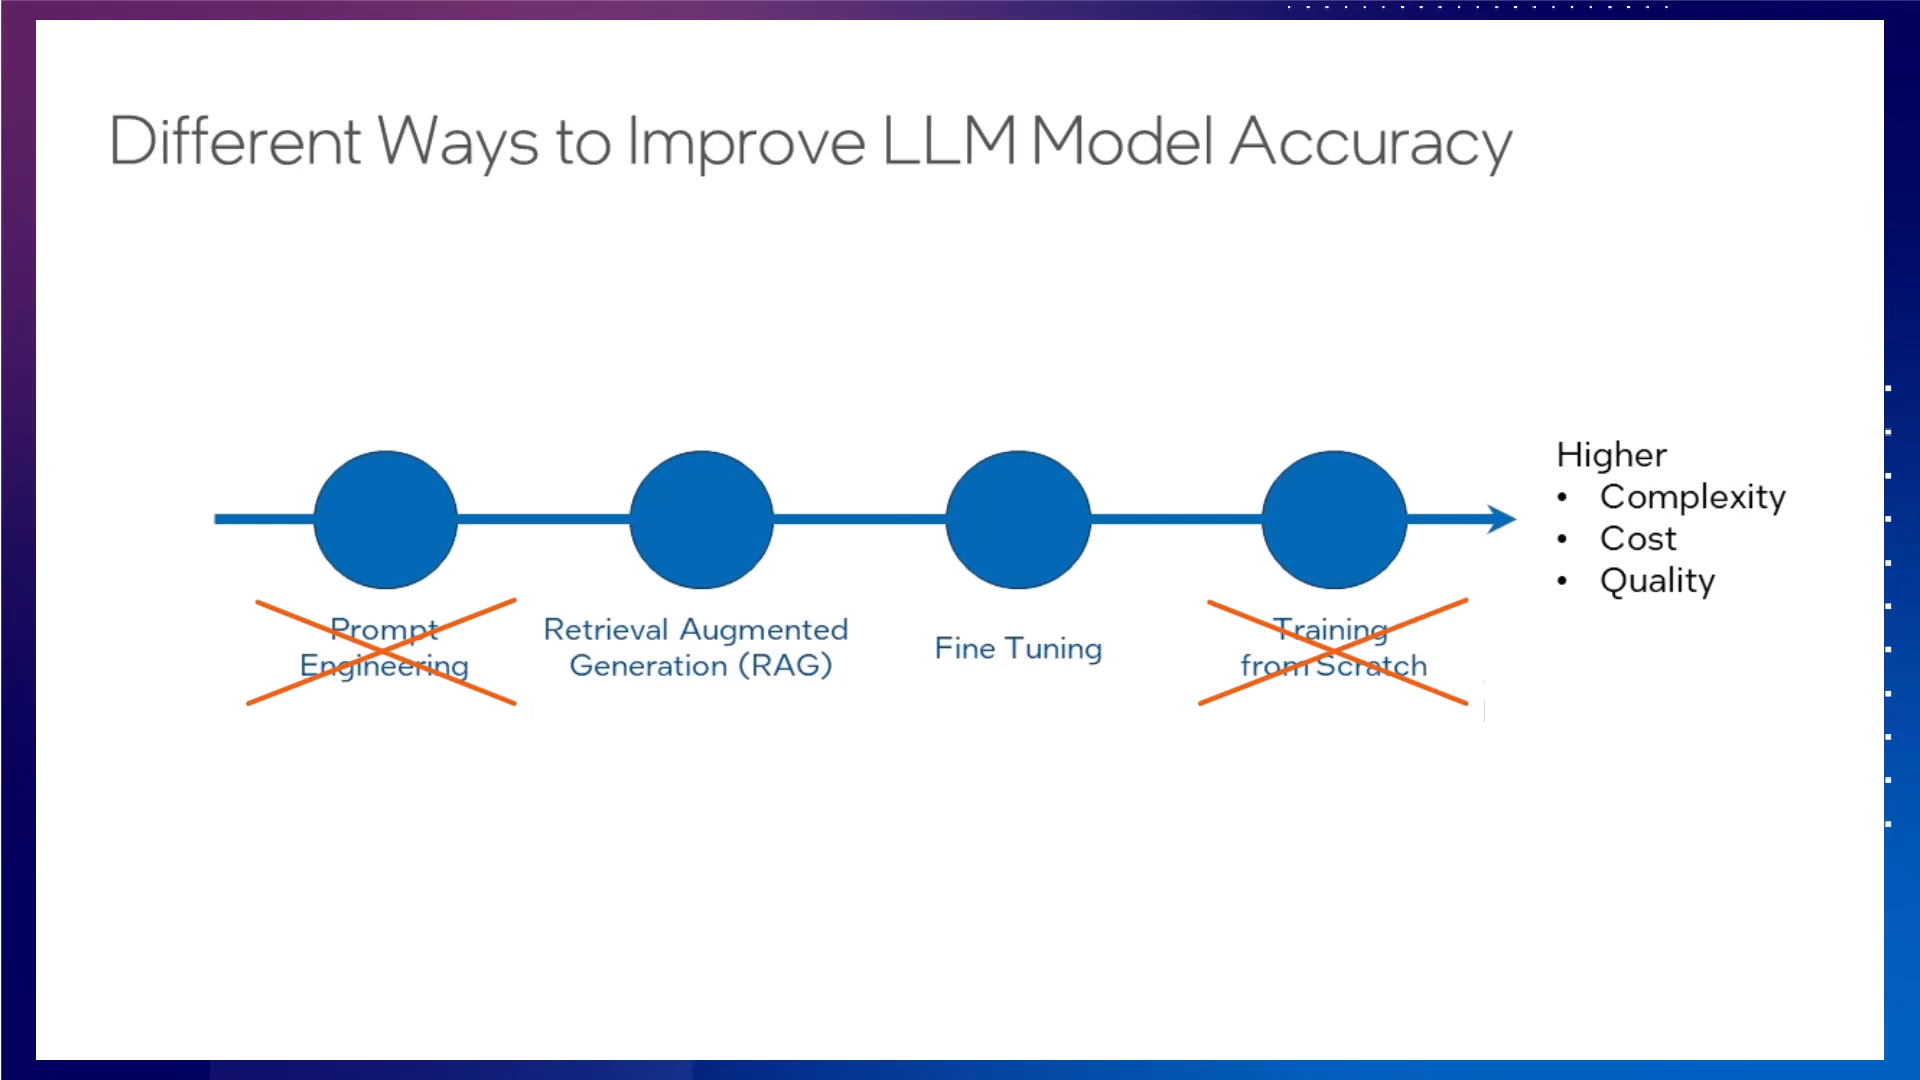 Different Ways to Improve LLM Model Accuracy
Prompt
Engineering
Retrieval Augmented
Generation (RAG)
Fine Tuning
Training
from Scratch
Higher
• Complexity
• Cost
• Quality